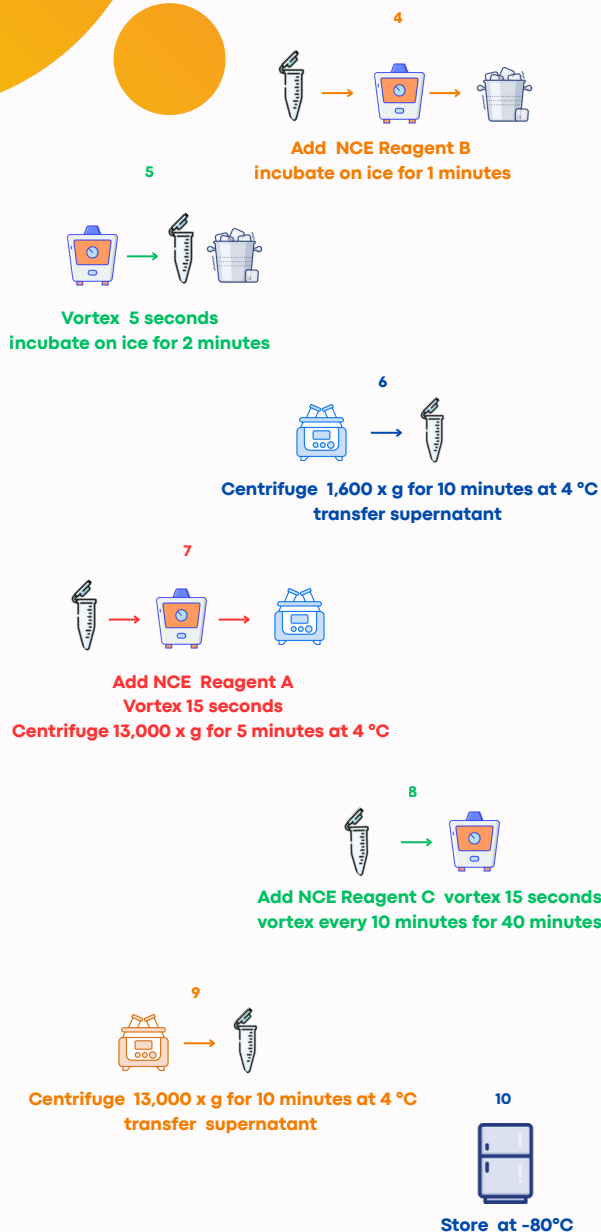 4
Add NCE Reagent B
incubate on ice for 1 minutes
5
Vortex 5 seconds
incubate on ice for 2 minutes
6
Centrifuge 1,600 x g for 10 minutes at 4 °C
transfer supernatant
7
Add NCE Reagent A
Vortex 15 seconds
Centrifuge 13,000 x g for 5 minutes at 4 °C
8
Add NCE Reagent C vortex 15 seconds
vortex every 10 minutes for 40 minutes
9
Centrifuge 13,000 x g for 10 minutes at 4 °C
transfer supernatant
10
Store at -80°C